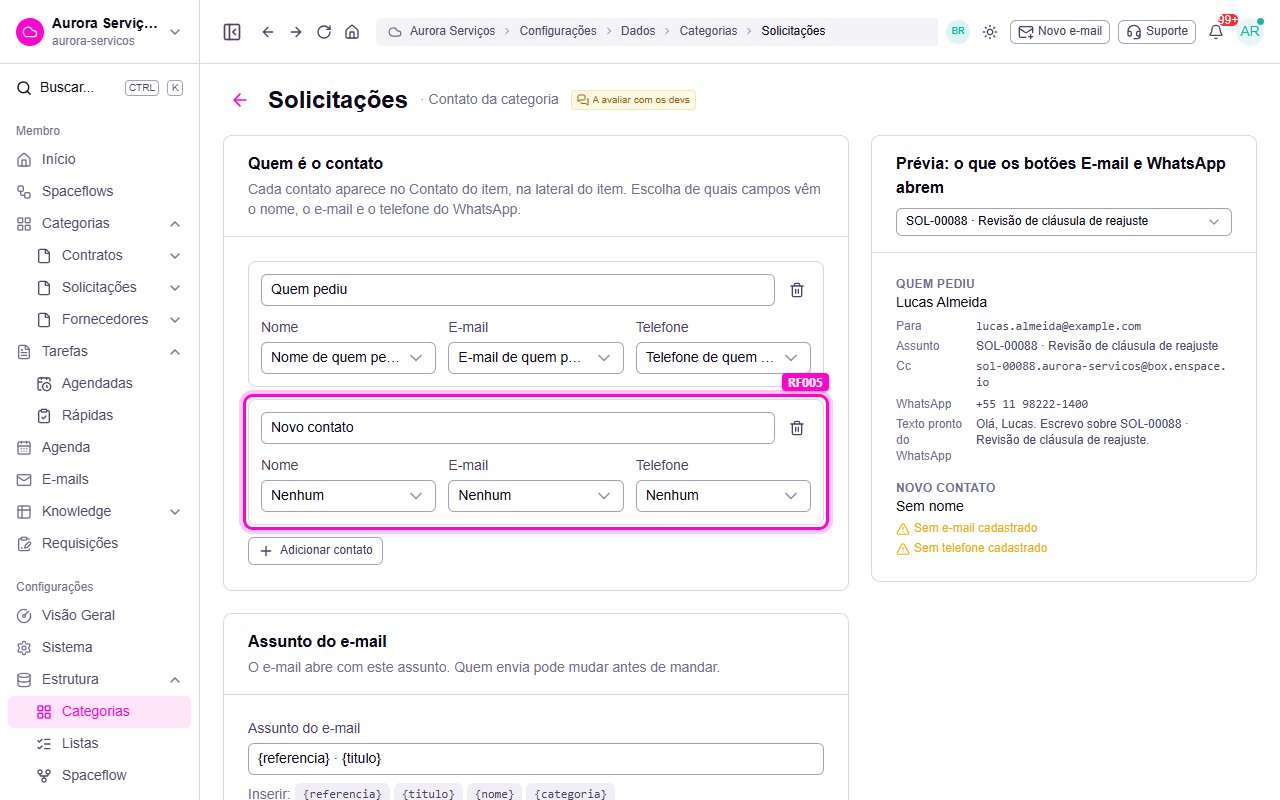 Aurora Serviç...
aurora-servicos
Aurora Serviços
Configurações
Dados
Categorias
Solicitações
BR
Novo e-mail
Suporte
99+
AR
Buscar...
CTRL
K
Membro
Início
Spaceflows
Categorias
Contratos
Solicitações
Fornecedores
Tarefas
Agendadas
Rápidas
Agenda
E-mails
Knowledge
Requisições
Configurações
Visão Geral
Sistema
Estrutura
Categorias
Listas
Spaceflow
Solicitações
· Contato da categoria
A avaliar com os devs
Quem é o contato
Cada contato aparece no Contato do item, na lateral do item. Escolha de quais campos vêm
o nome, o e-mail e o telefone do WhatsApp.
Quem pediu
Nome
E-mail
Telefone
Nome de quem pe...
E-mail de quem p...
Telefone de quem ...
RF005
Novo contato
Nome
E-mail
Telefone
Nenhum
Nenhum
Nenhum
Adicionar contato
Assunto do e-mail
O e-mail abre com este assunto. Quem envia pode mudar antes de mandar.
Assunto do e-mail
{referencia} · {titulo}
Inserir:
{referencia}
{titulo}
{nome}
{categoria}
Prévia: o que os botões E-mail e WhatsApp
abrem
SOL-00088 · Revisão de cláusula de reajuste
QUEM PEDIU
Lucas Almeida
Para
lucas.almeida@example.com
Assunto
SOL-00088 · Revisão de cláusula de reajuste
Cc
sol-00088.aurora-servicos@box.enspace.
io
WhatsApp
+55 11 98222-1400
Texto pronto
do
WhatsApp
Olá, Lucas. Escrevo sobre SOL-00088 ·
Revisão de cláusula de reajuste.
NOVO CONTATO
Sem nome
Sem e-mail cadastrado
Sem telefone cadastrado